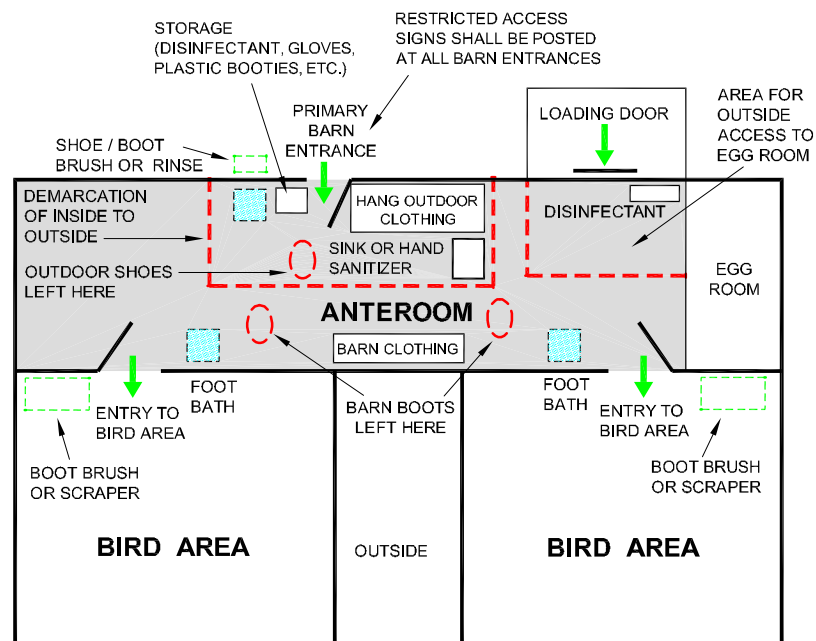 STORAGE
(DISINFECTANT, GLOVES,
PLASTIC BOOTIES, ETC.)
RESTRICTED ACCESS
SIGNS SHALL BE POSTED
AT ALL BARN ENTRANCES
PRIMARY
BARN
ENTRANCE
LOADING DOOR
AREA FOR
OUTSIDE
ACCESS TO
EGG ROOM
SHOE / BOOT
BRUSH OR RINSE
DEMARCATION
OF INSIDE TO
OUTSIDE
HANG OUTDOOR
CLOTHING
DISINFECTANT
OUTDOOR SHOES
LEFT HERE
SINK OR HAND
SANITIZER
EGG
ROOM
ANTEROOM
BARN CLOTHING
FOOT
BATH
FOOT
BATH
ENTRY TO
BIRD AREA
BARN BOOTS
LEFT HERE
ENTRY TO
BIRD AREA
BOOT BRUSH
OR SCRAPER
BOOT BRUSH
OR SCRAPER
BIRD AREA
OUTSIDE
BIRD AREA